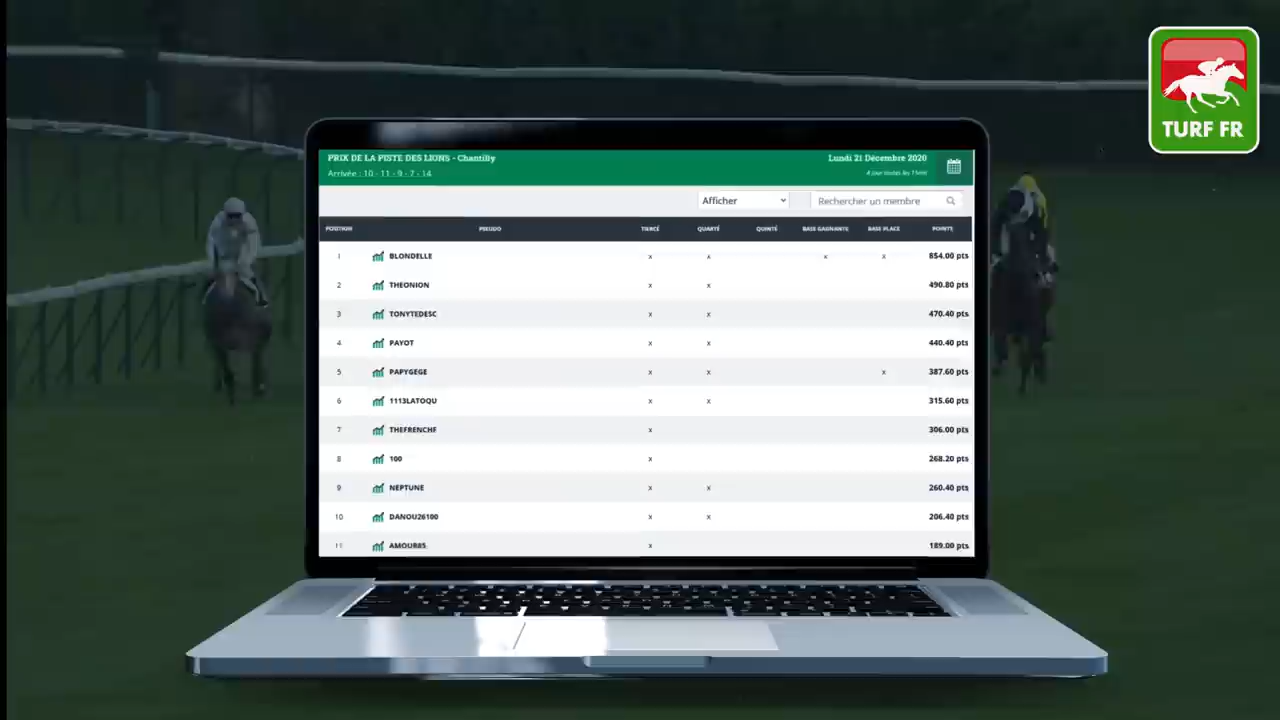 TURF FR
PRIX DE LA PISTE DES LIONS - Chantilly
Lundi 21 Décembre 2020
Arrivée : 10 - 11 - 9 - 7 - 14
A jour toutes les 15min
Afficher
Rechercher un membre
POSITION PSEUDO TIERCÉ QUARTÉ QUINTÉ BASE GAGNANTE BASE PLACE POINTS
1 BLONDELLE x x x x 854.00 pts
2 THEONION x x 490.80 pts
3 TONYTEDESC x x 470.40 pts
4 PAYOT x x 440.40 pts
5 PAPYGEGE x x x 387.60 pts
6 1113LATOQU x x 315.60 pts
7 THEFRENCHF x 306.00 pts
8 100 x 268.20 pts
9 NEPTUNE x x 260.40 pts
10 DANOU26100 x x 206.40 pts
11 AMOUR85 x 189.00 pts